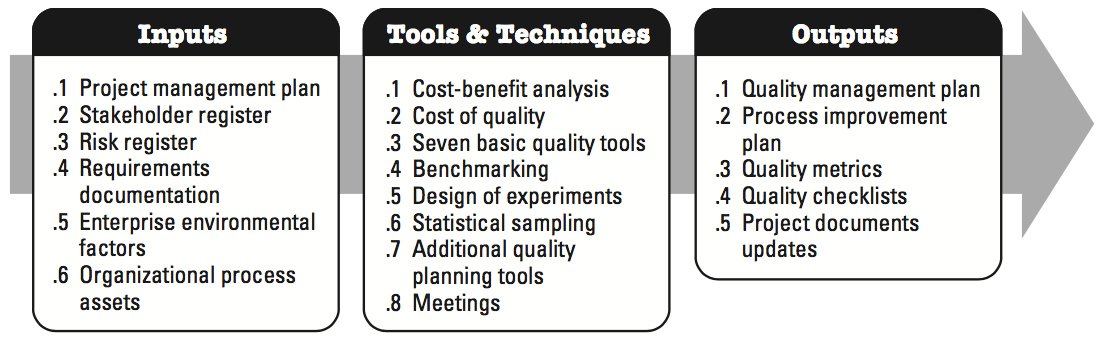 Inputs
.1 Project management plan
.2 Stakeholder register
.3 Risk register
.4 Requirements
documentation
.5 Enterprise environmental
factors
.6 Organizational process
assets
Tools & Techniques
.1 Cost-benefit analysis
.2 Cost of quality
.3 Seven basic quality tools
.4 Benchmarking
.5 Design of experiments
.6 Statistical sampling
.7 Additional quality
planning tools
.8 Meetings
Outputs
.1 Quality management plan
.2 Process improvement
plan
.3 Quality metrics
.4 Quality checklists
.5 Project documents
updates